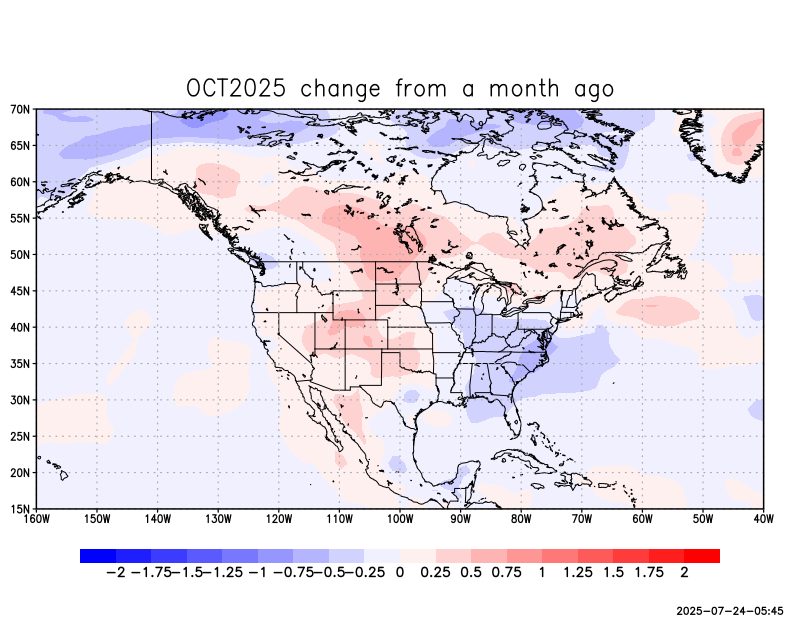 OCT2025 change from a month ago
70N
65N
60N
55N
50N
45N
40N
35N
30N
25N
20N
15N
160W 150W 140W 130W 120W 110W 100W 90W 80W 70W 60W 50W 40W
−2 −1.75 −1.5 −1.25 −1 −0.75 −0.5 −0.25 0 0.25 0.5 0.75 1 1.25 1.5 1.75 2
2025−07−24−05:45